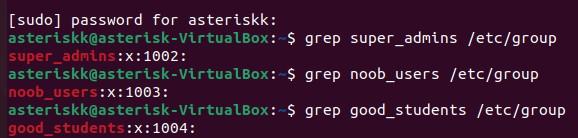 [sudo] password for asteriskk:
asteriskk@asterisk-VirtualBox:~$ grep super_admins /etc/group
super_admins:x:1002:
asteriskk@asterisk-VirtualBox:~$ grep noob_users /etc/group
noob_users:x:1003:
asteriskk@asterisk-VirtualBox:~$ grep good_students /etc/group
good_students:x:1004: